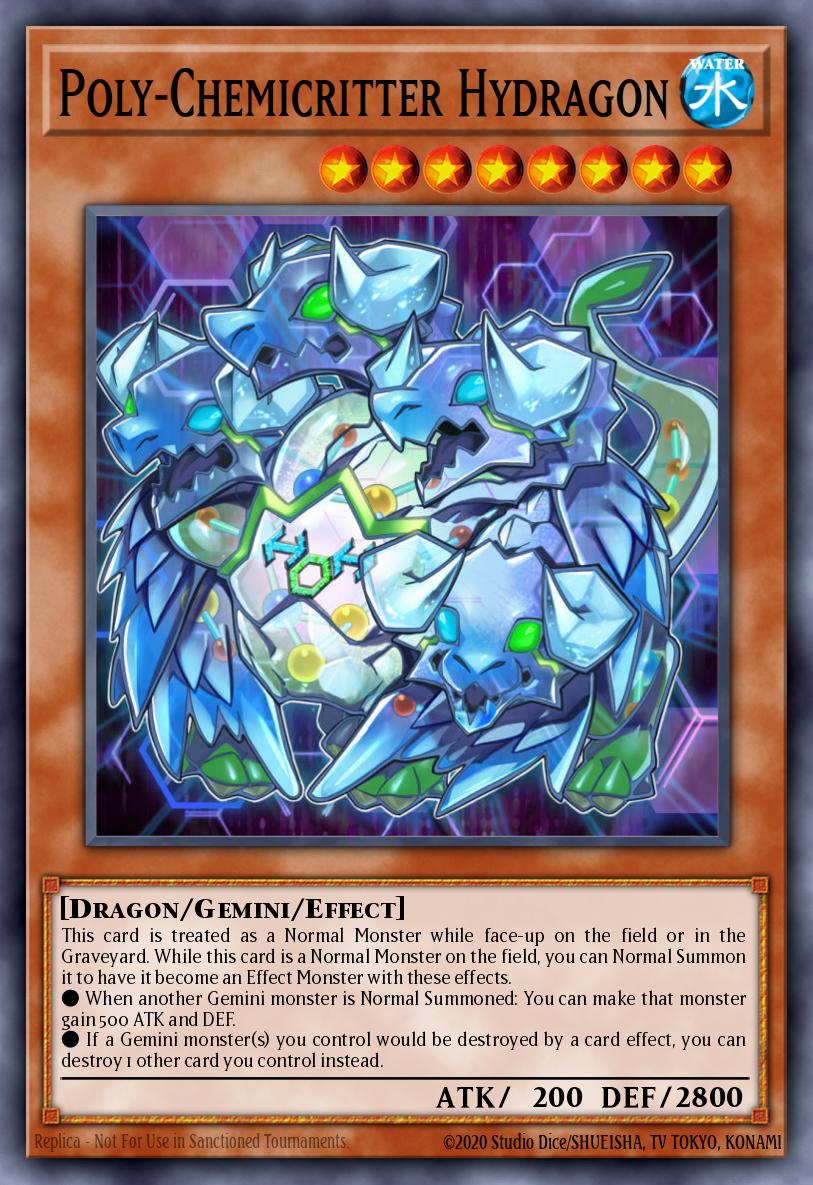 Poly-Chemicritter Hydragon
WATER
水
[Dragon/Gemini/Effect]
This card is treated as a Normal Monster while face-up on the field or in the
Graveyard. While this card is a Normal Monster on the field, you can Normal Summon
it to have it become an Effect Monster with these effects.
● When another Gemini monster is Normal Summoned: You can make that monster
gain 500 ATK and DEF.
● If a Gemini monster(s) you control would be destroyed by a card effect, you can
destroy 1 other card you control instead.
ATK/ 200 DEF/2800
Replica - Not For Use in Sanctioned Tournaments.
©2020 Studio Dice/SHUEISHA, TV TOKYO, KONAMI